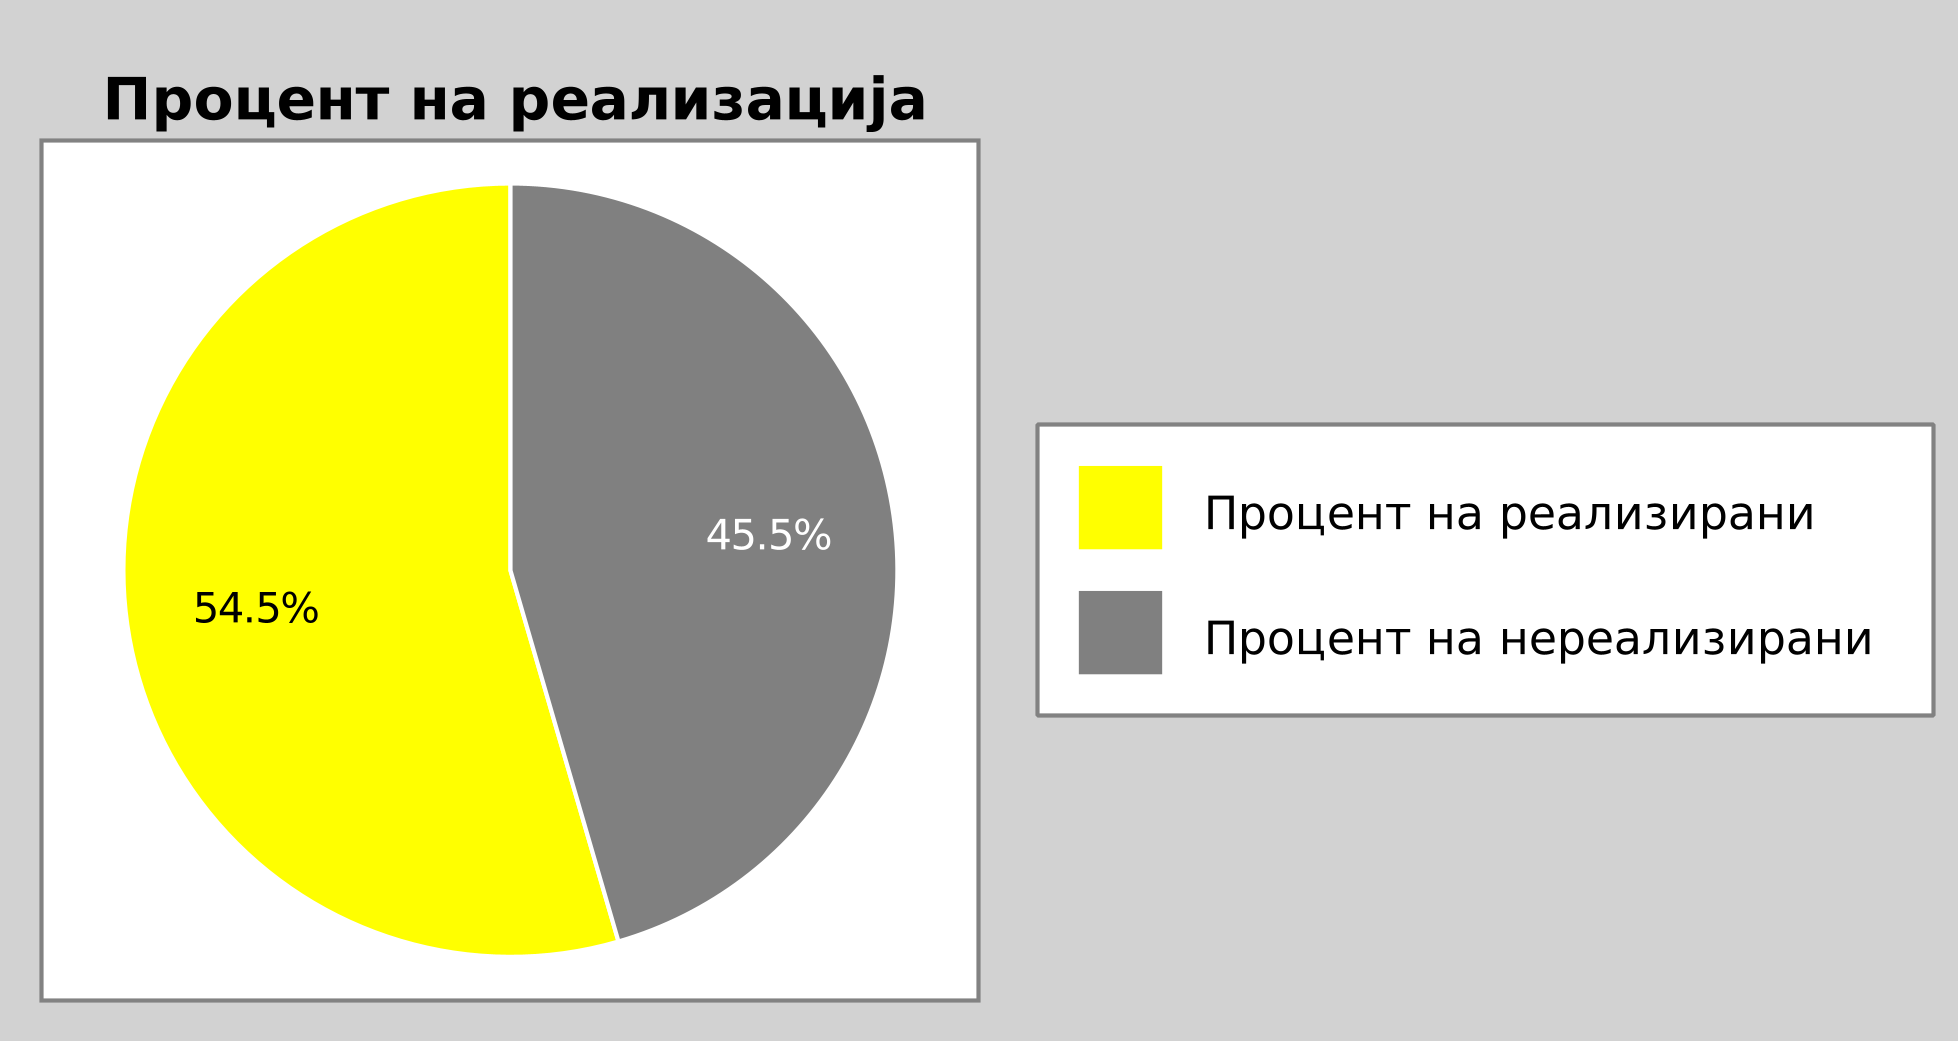 Процент на реализација
45.5%
54.5%
Процент на реализирани
Процент на нереализирани